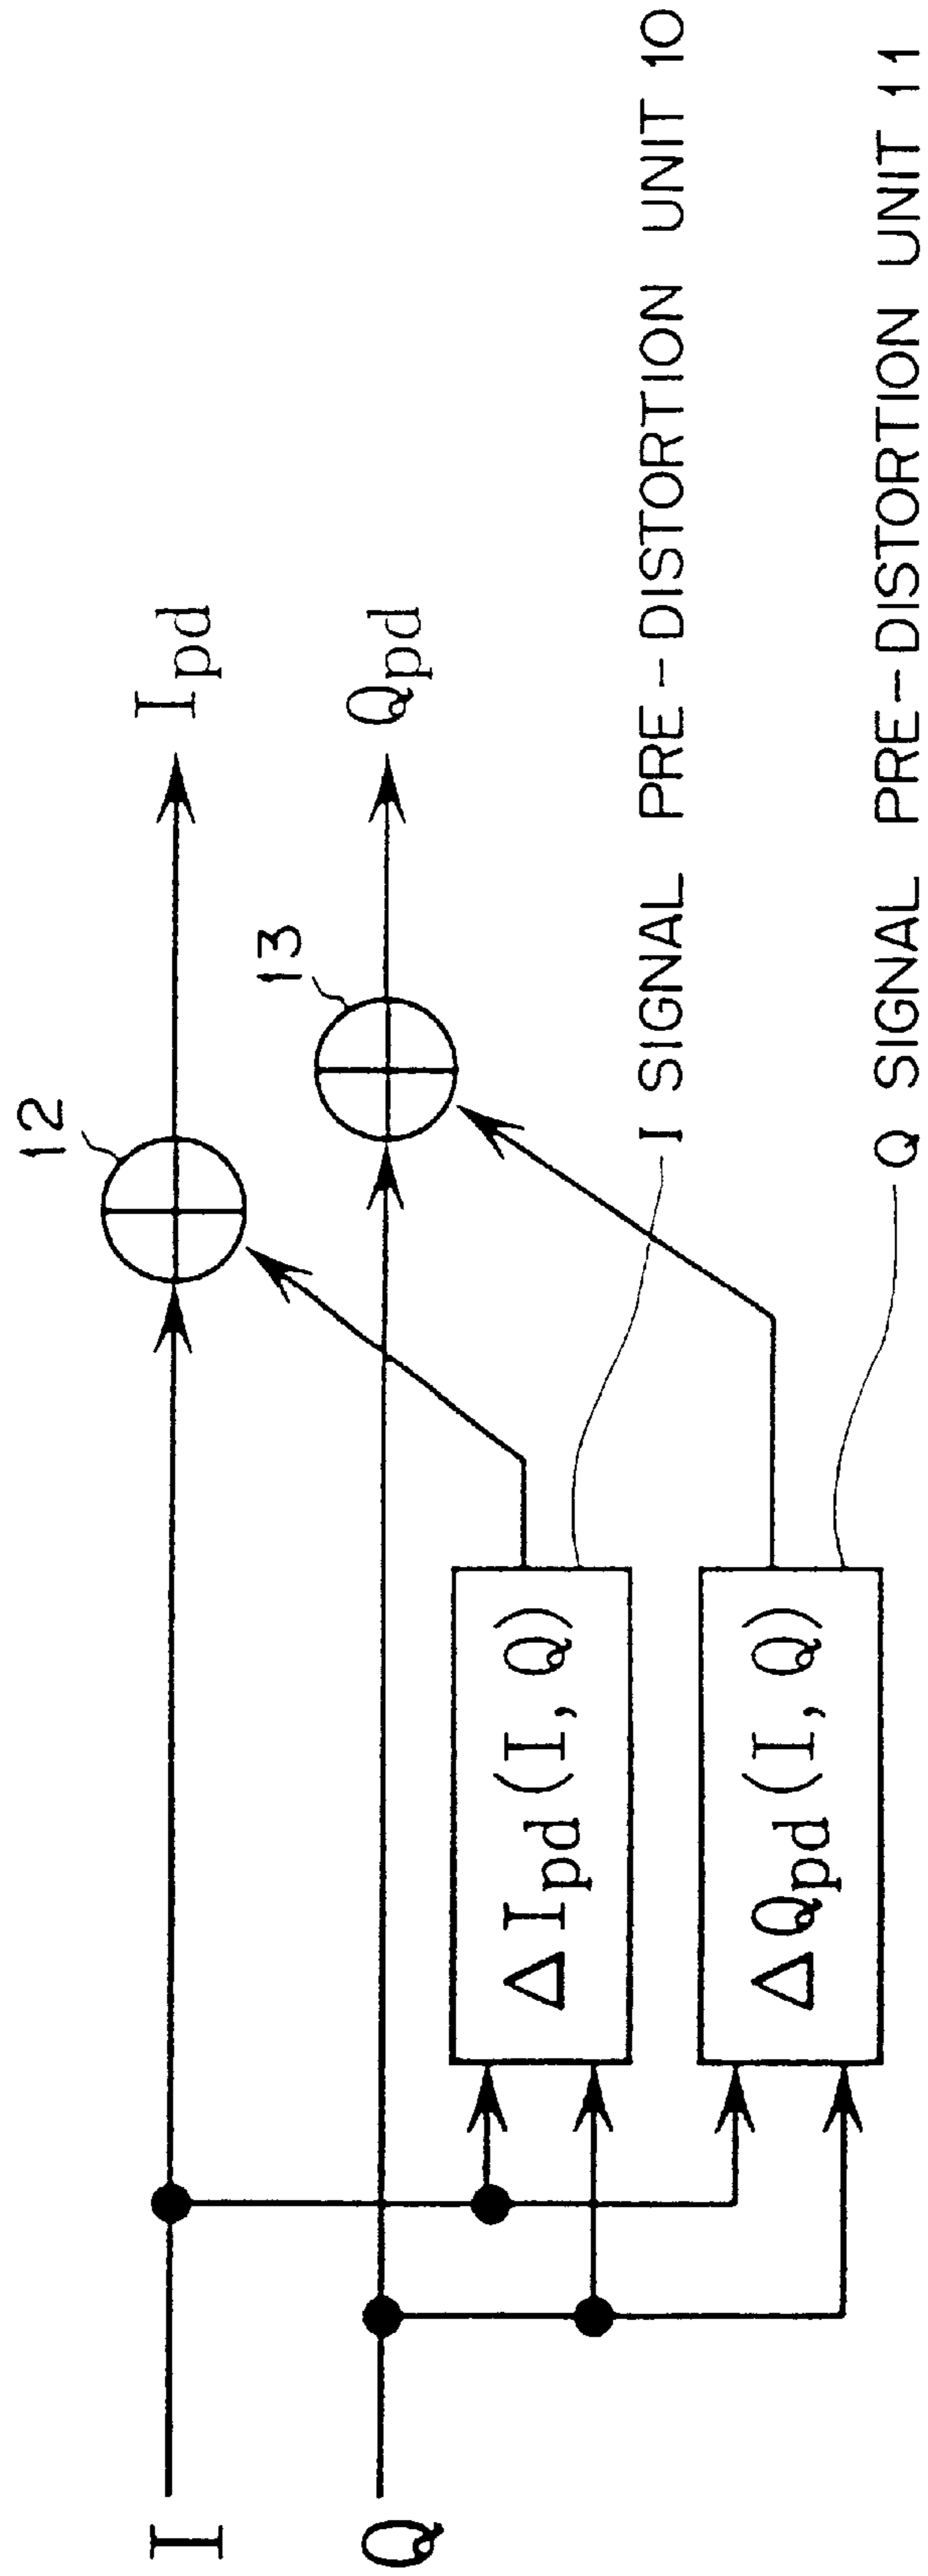 I
Q
12
13
I_pd
Q_pd
ΔI_pd(I, Q)
ΔQ_pd(I, Q)
I SIGNAL PRE-DISTORTION UNIT 10
Q SIGNAL PRE-DISTORTION UNIT 11